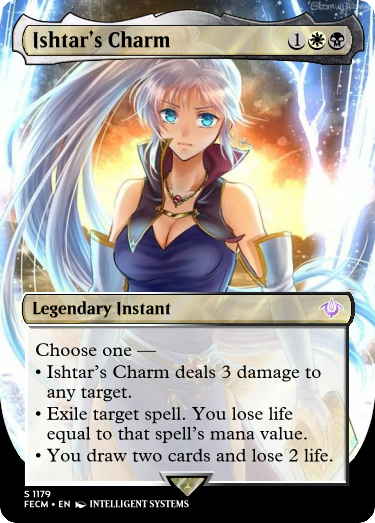 Ishtar's Charm 1
Legendary Instant
Choose one —
• Ishtar's Charm deals 3 damage to
any target.
• Exile target spell. You lose life
equal to that spell's mana value.
• You draw two cards and lose 2 life.
S 1179
FECM • EN INTELLIGENT SYSTEMS